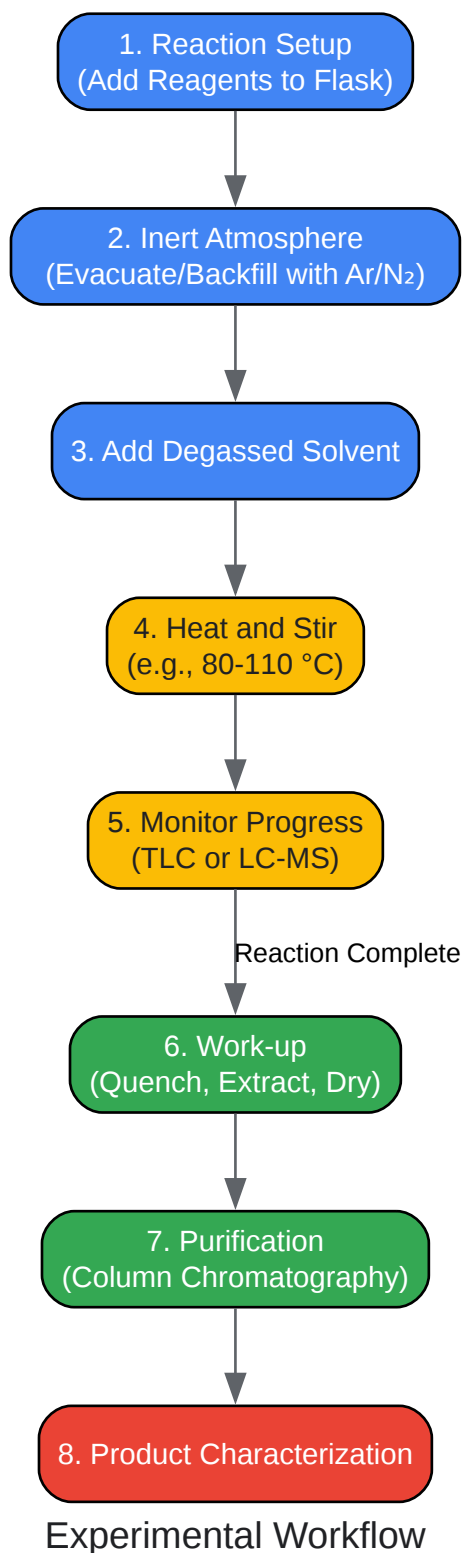 1. Reaction Setup
(Add Reagents to Flask)
2. Inert Atmosphere
(Evacuate/Backfill with Ar/N₂)
3. Add Degassed Solvent
4. Heat and Stir
(e.g., 80-110 °C)
5. Monitor Progress
(TLC or LC-MS)
Reaction Complete
6. Work-up
(Quench, Extract, Dry)
7. Purification
(Column Chromatography)
8. Product Characterization
Experimental Workflow